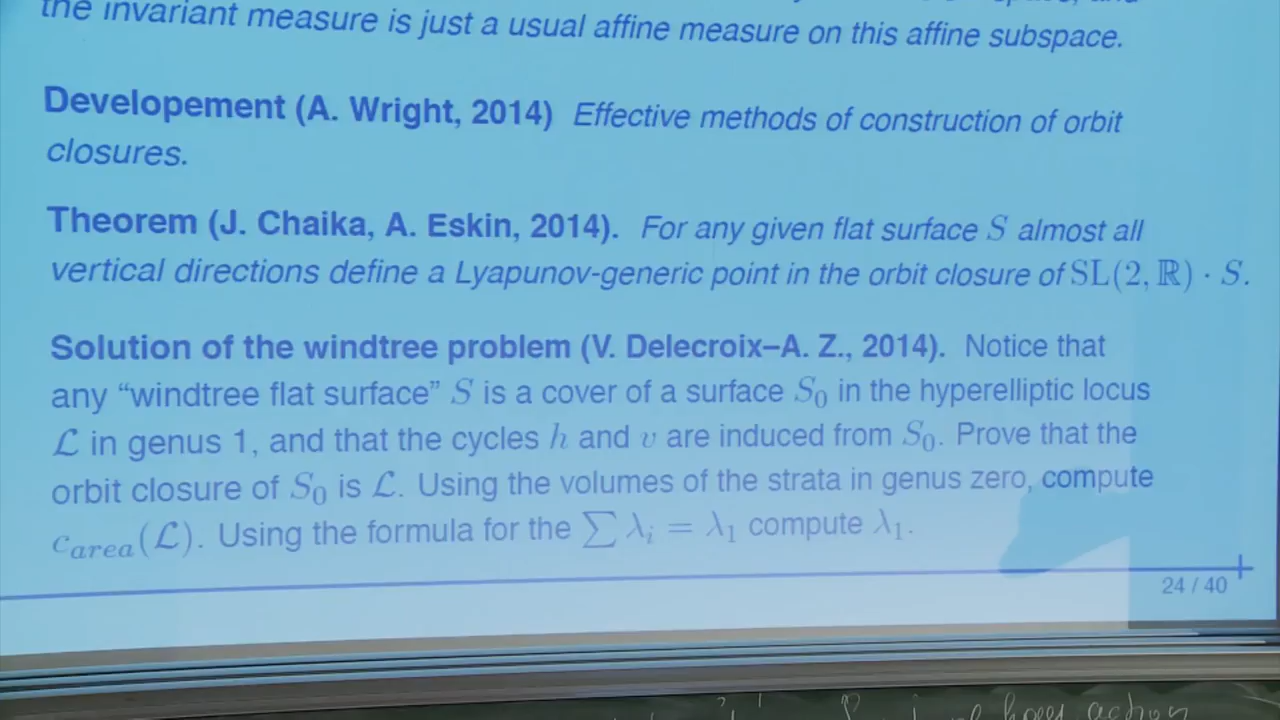 the invariant measure is just a usual affine measure on this affine subspace.
Developement (A. Wright, 2014) Effective methods of construction of orbit
closures.
Theorem (J. Chaika, A. Eskin, 2014). For any given flat surface S almost all
vertical directions define a Lyapunov-generic point in the orbit closure of SL(2, ℝ) · S.
Solution of the windtree problem (V. Delecroix–A. Z., 2014). Notice that
any “windtree flat surface” S is a cover of a surface S₀ in the hyperelliptic locus
ℒ in genus 1, and that the cycles h and v are induced from S₀. Prove that the
orbit closure of S₀ is ℒ. Using the volumes of the strata in genus zero, compute
c_area(ℒ). Using the formula for the ∑ λᵢ = λ₁ compute λ₁.
24 / 40
action